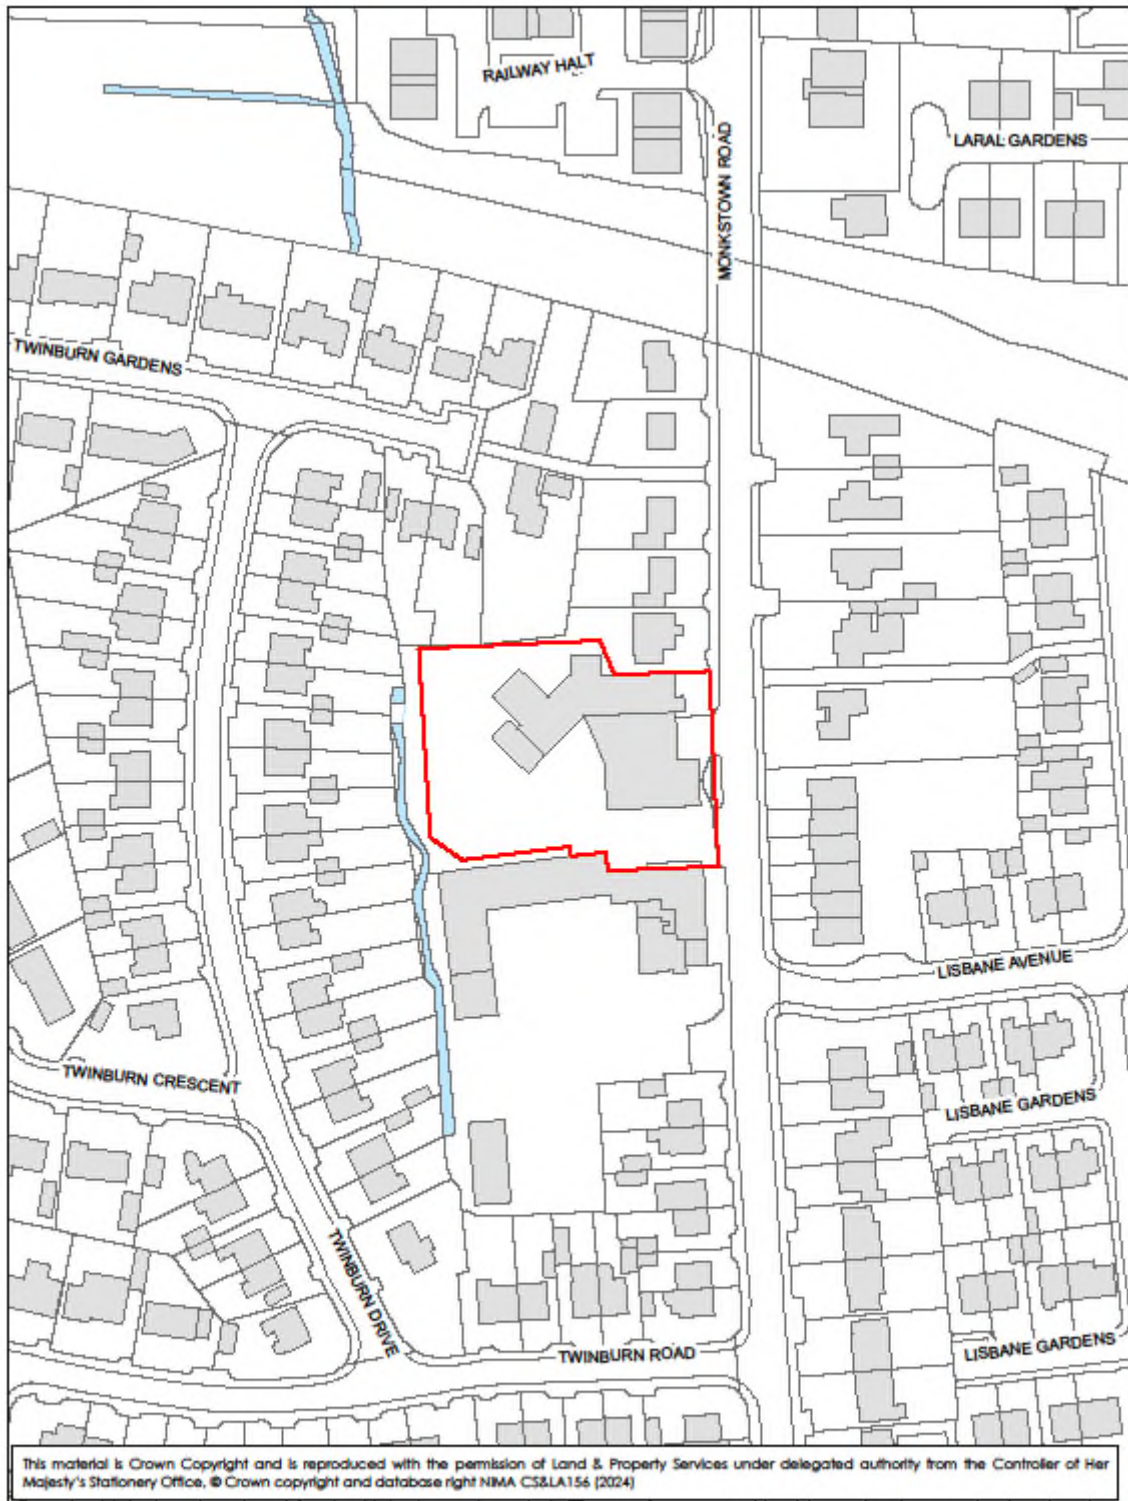 RAILWAY HALT
LARAL GARDENS
MONKSTOWN ROAD
TWINBURN GARDENS
LISBANE AVENUE
TWINBURN CRESCENT
LISBANE GARDENS
TWINBURN DRIVE
TWINBURN ROAD
LISBANE GARDENS
This material is Crown Copyright and is reproduced with the permission of Land & Property Services under delegated authority from the Controller of Her
Majesty's Stationery Office, © Crown copyright and database right NIMA CS&LA156 (2024)